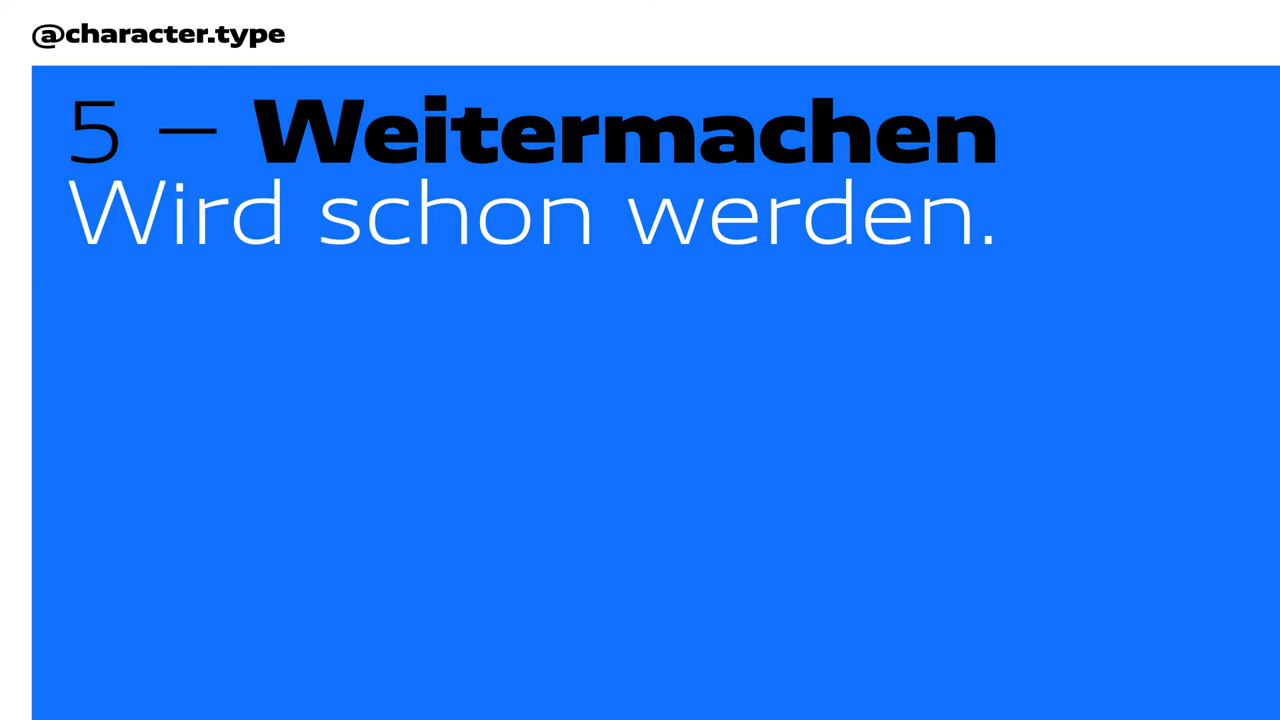 @character.type
5 — Weitermachen
Wird schon werden.